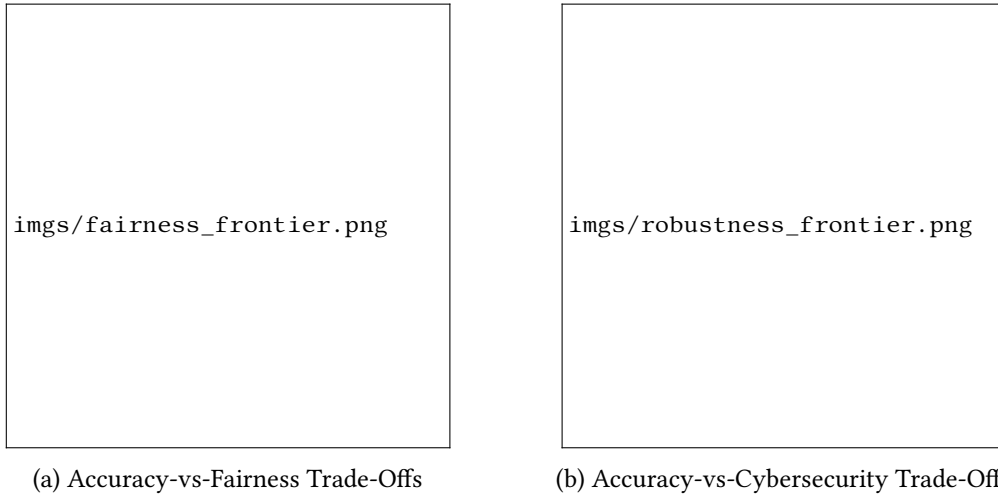 imgs/fairness_frontier.png
imgs/robustness_frontier.png
(a) Accuracy-vs-Fairness Trade-Offs
(b) Accuracy-vs-Cybersecurity Trade-Off